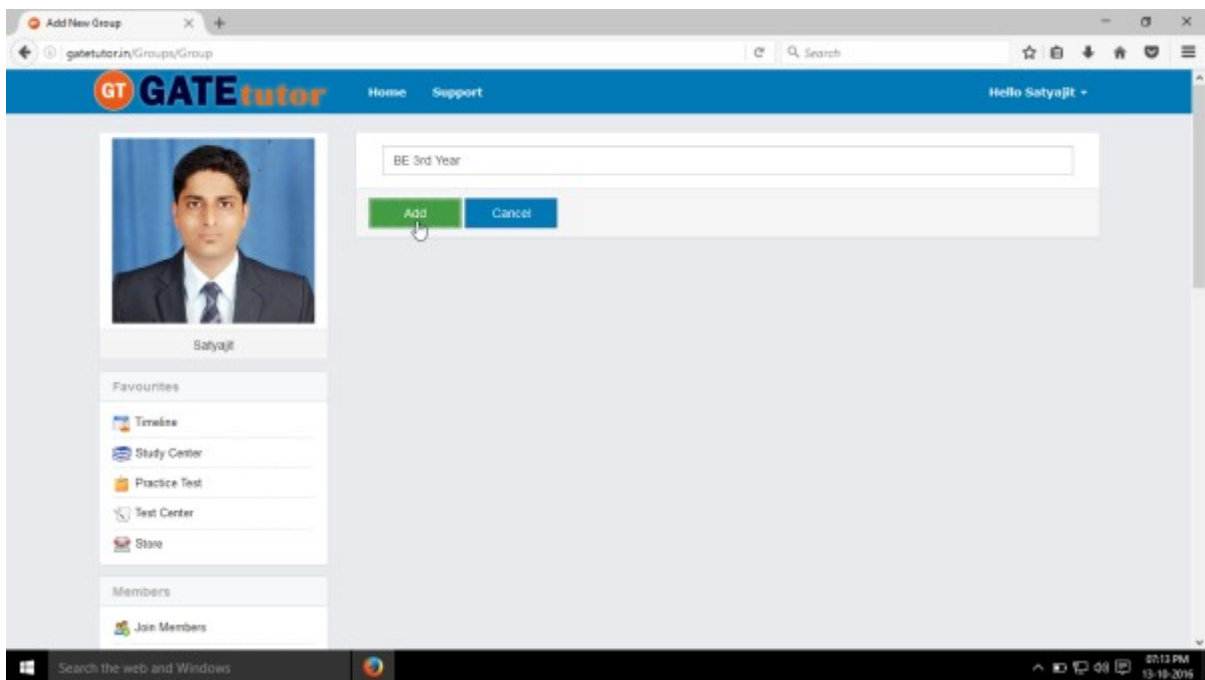 Add New Group
gatetutor.in/Groups/Group
Search
GT GATEtutor
Home Support
Hello Satyajit
BE 3rd Year
Add Cancel
Satyajit
Favourites
Timeline
Study Center
Practice Test
Test Center
Store
Members
Join Members
Search the web and Windows
07:13 PM
13-10-2016